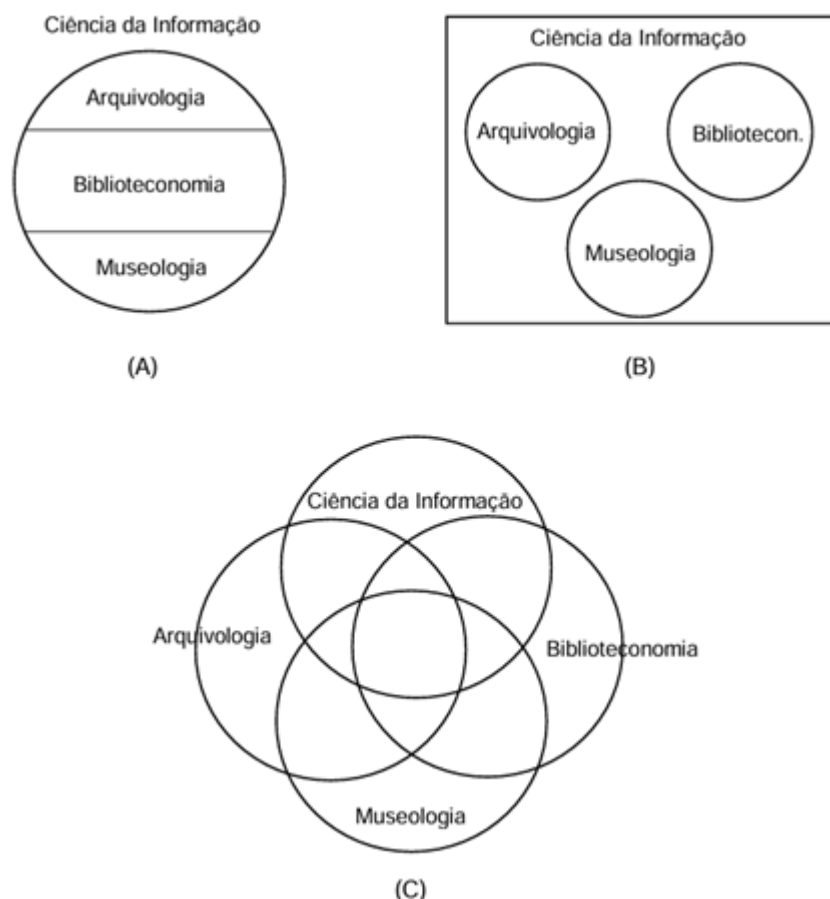 Ciência da Informação
Arquivologia
Biblioteconomia
Museologia
(A)
Ciência da Informação
Arquivologia
Bibliotecon.
Museologia
(B)
Ciência da Informação
Arquivologia
Biblioteconomia
Museologia
(C)